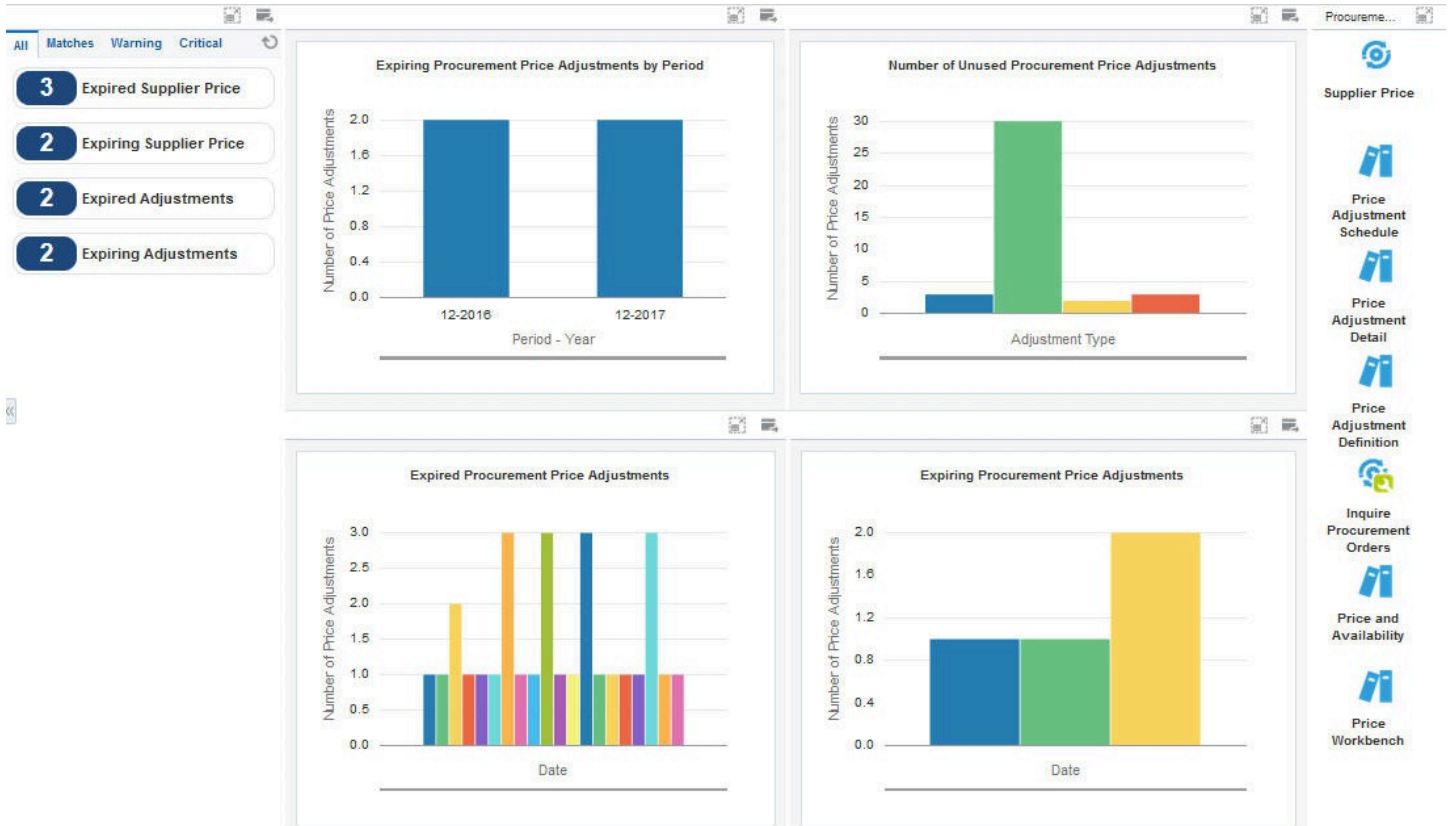 All Matches Warning Critical
3 Expired Supplier Price
2 Expiring Supplier Price
2 Expired Adjustments
2 Expiring Adjustments
Expiring Procurement Price Adjustments by Period
Number of Price Adjustments
2.0
1.6
1.2
0.8
0.4
0.0
12-2016 12-2017
Period - Year
Number of Unused Procurement Price Adjustments
Number of Price Adjustments
30
25
20
15
10
5
0
Adjustment Type
Expired Procurement Price Adjustments
Number of Price Adjustments
3.0
2.5
2.0
1.5
1.0
0.5
0.0
Date
Expiring Procurement Price Adjustments
Number of Price Adjustments
2.0
1.6
1.2
0.8
0.4
0.0
Date
Procureme...
Supplier Price
Price
Adjustment
Schedule
Price
Adjustment
Detail
Price
Adjustment
Definition
Inquire
Procurement
Orders
Price and
Availability
Price
Workbench